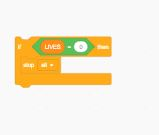 if LIVES = 0 then
stop all